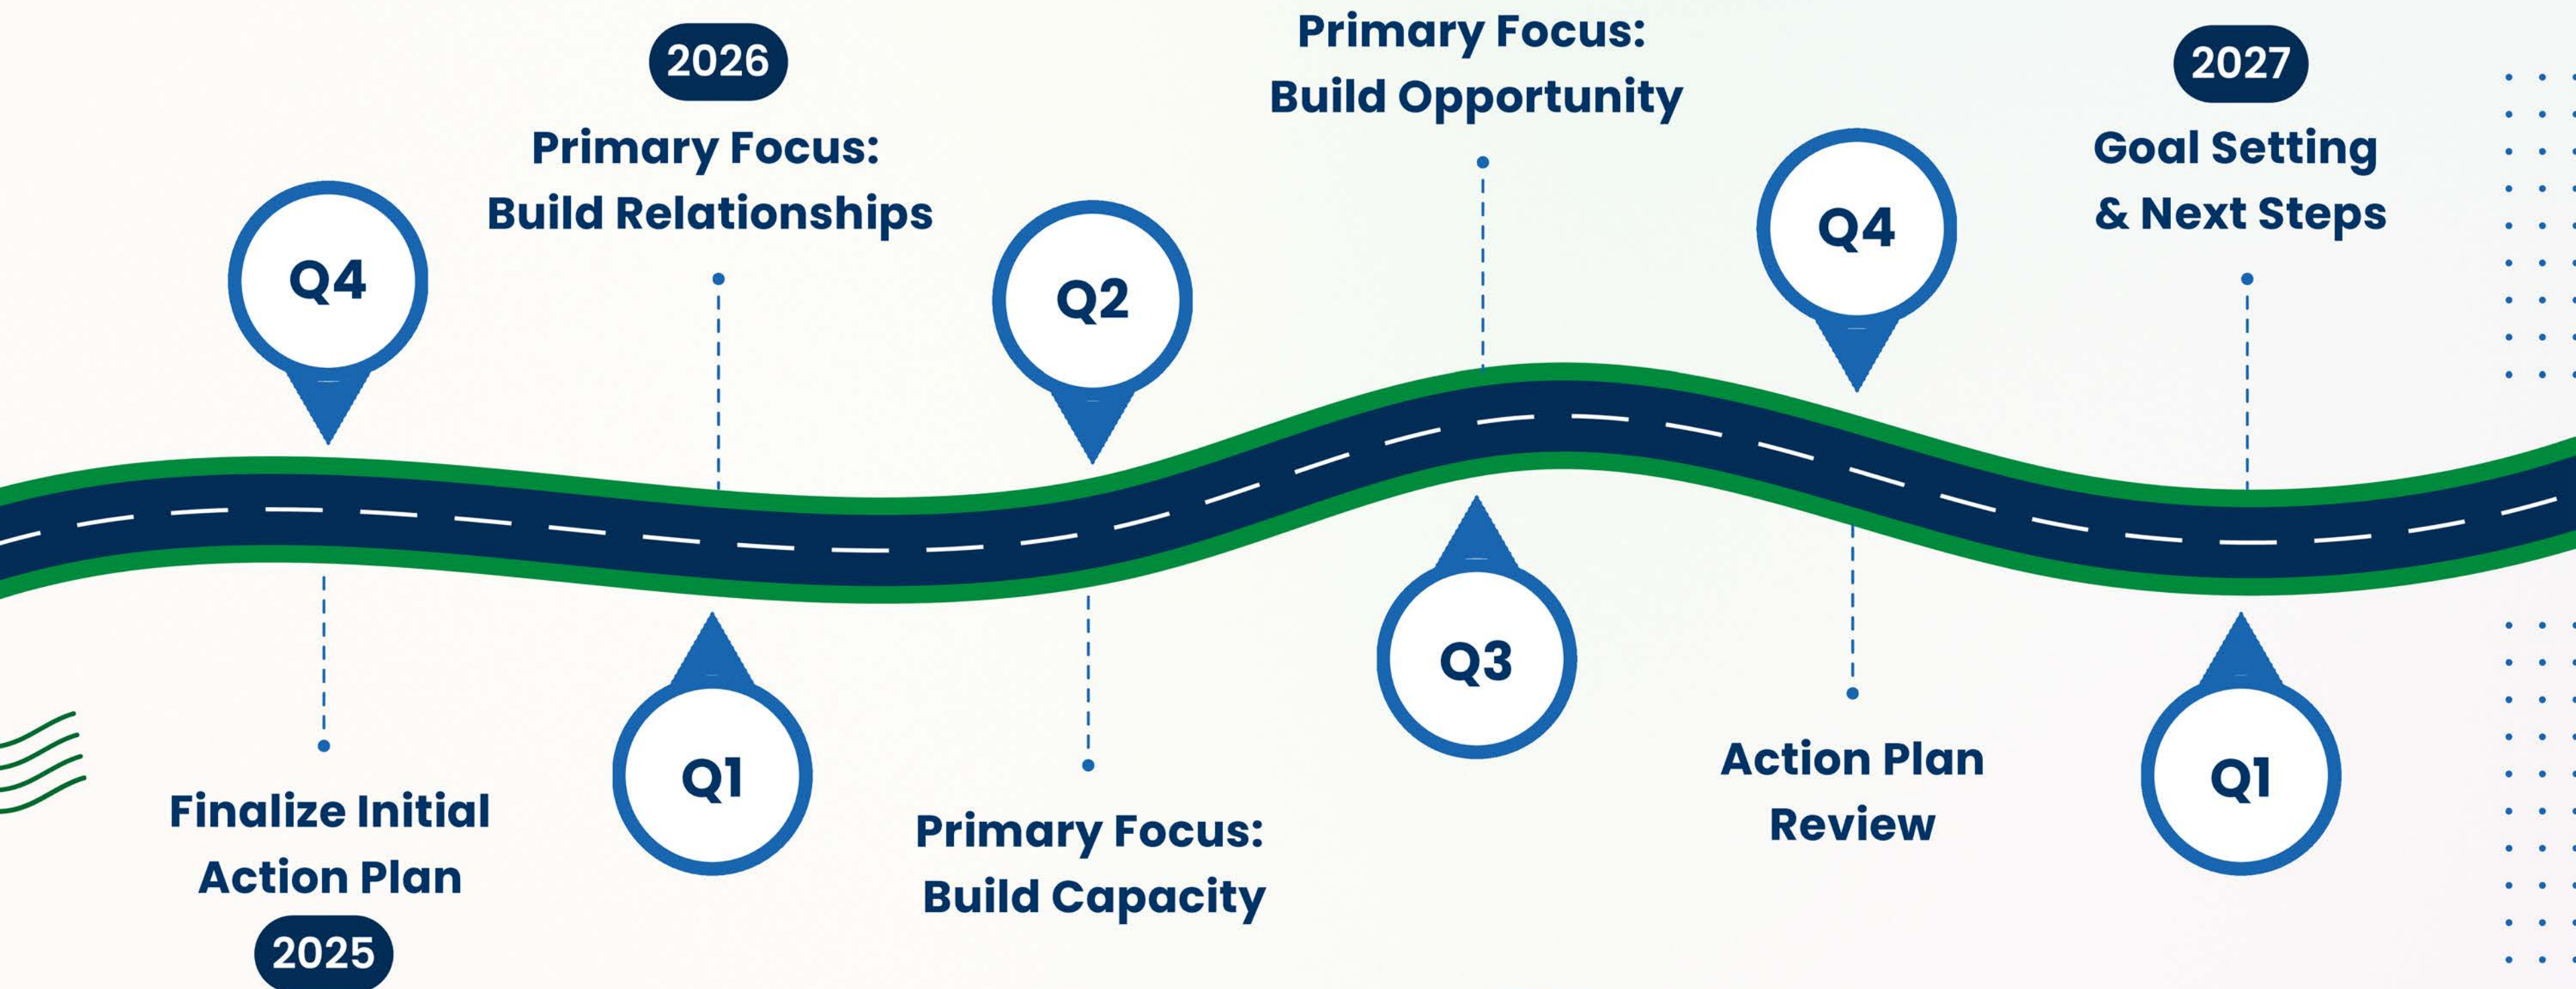 Q4
Finalize Initial
Action Plan
2025
2026
Primary Focus:
Build Relationships
Q1
Q2
Primary Focus:
Build Capacity
Primary Focus:
Build Opportunity
Q3
Q4
Action Plan
Review
2027
Goal Setting
& Next Steps
Q1